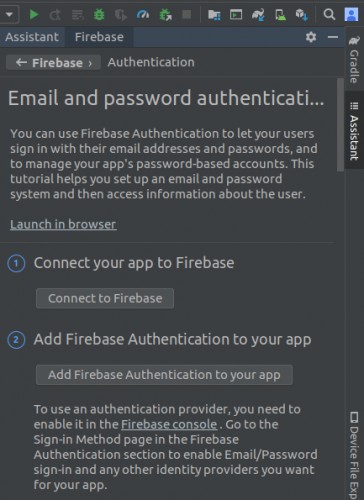 Assistant Firebase
← Firebase › Authentication
Email and password authenticati...
You can use Firebase Authentication to let your users
sign in with their email addresses and passwords, and
to manage your app's password-based accounts. This
tutorial helps you set up an email and password
system and then access information about the user.
Launch in browser
1 Connect your app to Firebase
Connect to Firebase
2 Add Firebase Authentication to your app
Add Firebase Authentication to your app
To use an authentication provider, you need to
enable it in the Firebase console . Go to the
Sign-in Method page in the Firebase
Authentication section to enable Email/Password
sign-in and any other identity providers you want
for your app.
Gradle
Assistant
Device File Exp